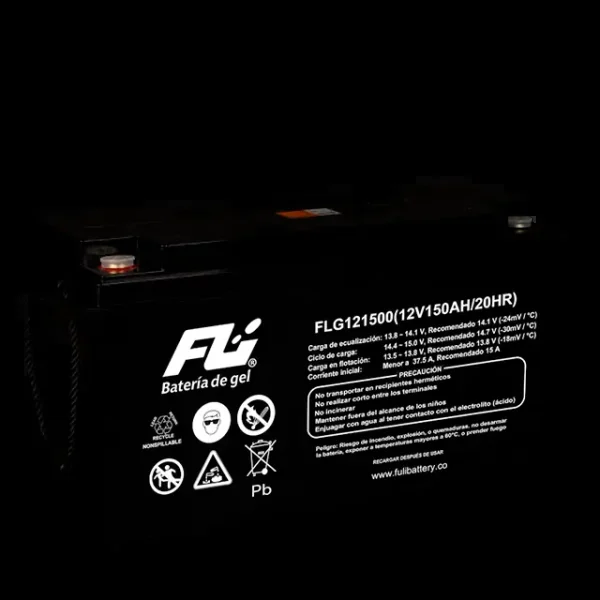 FLG121500(12V150AH/20HR)
Carga de ecualización: 13.8 ~ 14.1 V, Recomendado 14.1 V (-24mV / °C)
Ciclo de carga: 14.4 ~ 15.0 V, Recomendado 14.7 V (-30mV / °C)
Carga en flotación: 13.5 ~ 13.8 V, Recomendado 13.8 V (-18mV / °C)
Corriente inicial: Menor a 37.5 A, Recomendado 15 A
PRECAUCIÓN
No transportar en recipientes herméticos
No realizar corto entre los terminales
No incinerar
Mantener fuera del alcance de los niños
Enjuagar con agua al tener contacto con el electrolito (ácido)
Peligro: Riesgo de incendio, explosión, o quemaduras. no desarmar
la batería, exponer a temperaturas mayores a 60°C, o prender fuego
RECARGAR DESPUÉS DE USAR
www.fulibattery.co
FLi®
Batería de gel
RECYCLE
NONSPILLABLE
Pb